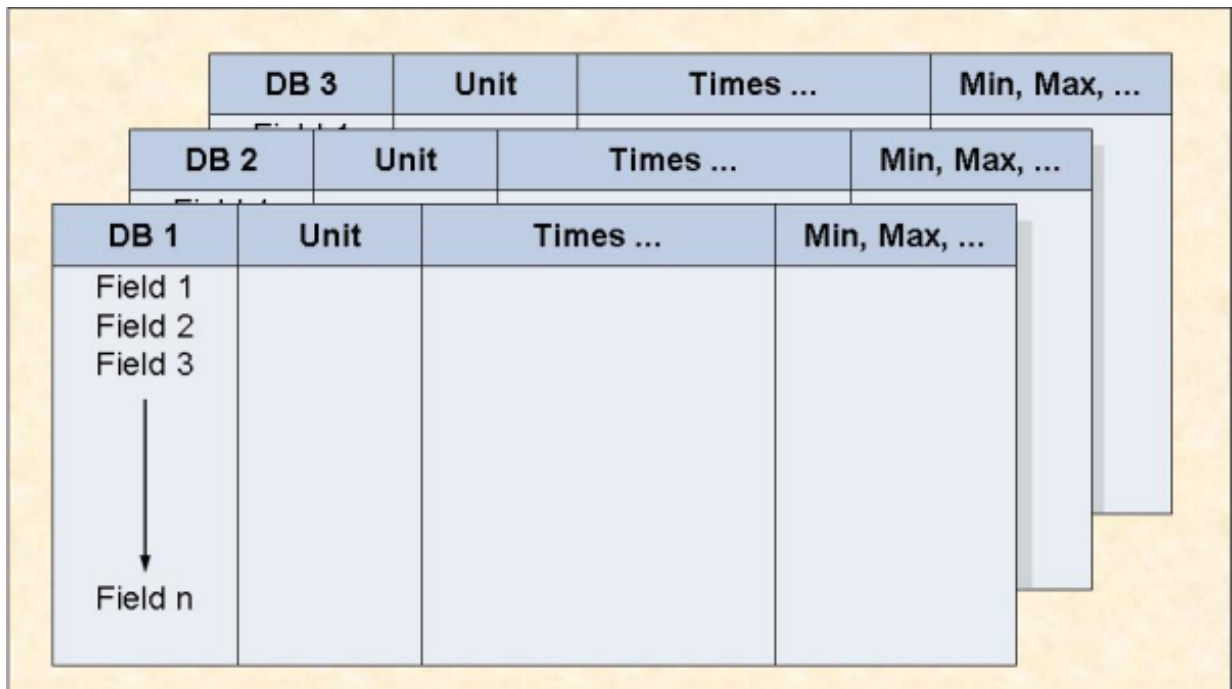 DB 3 Unit Times ... Min, Max, ...
DB 2 Unit Times ... Min, Max, ...
DB 1 Unit Times ... Min, Max, ...
Field 1
Field 2
Field 3
Field n